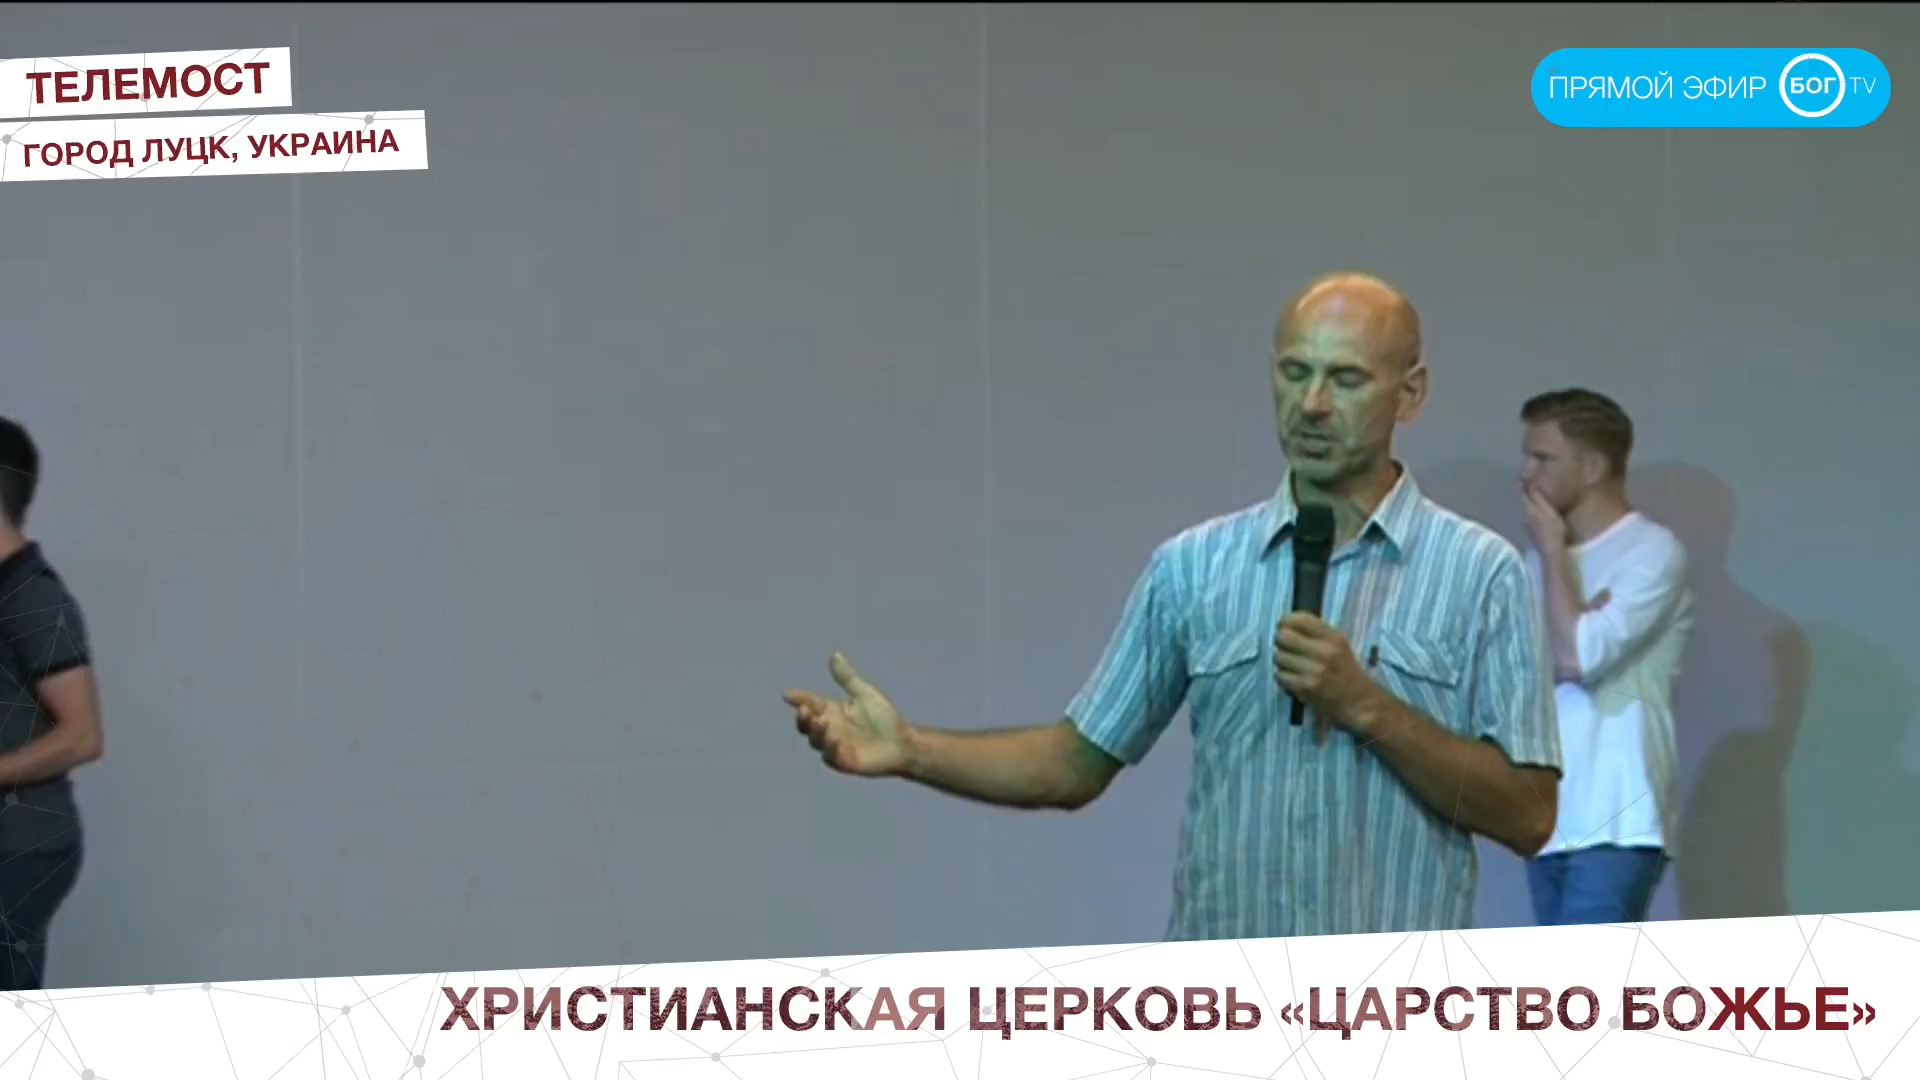 ТЕЛЕМОСТ
ГОРОД ЛУЦК, УКРАИНА
ПРЯМОЙ ЭФИР БОГ TV
ХРИСТИАНСКАЯ ЦЕРКОВЬ «ЦАРСТВО БОЖЬЕ»